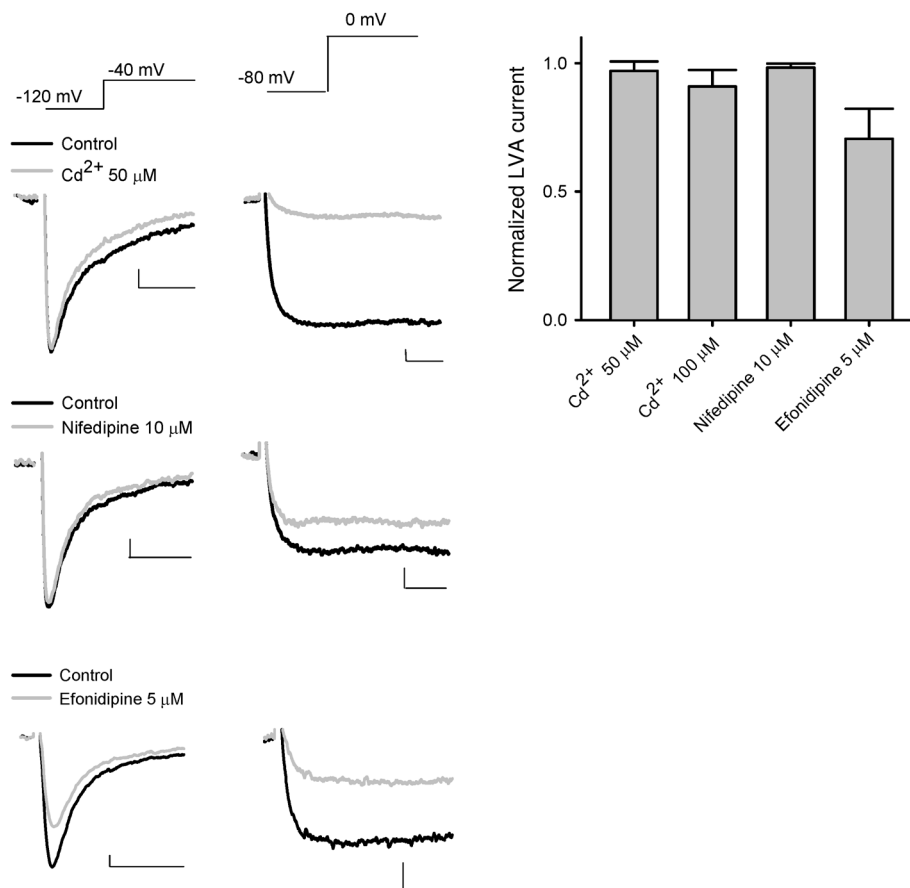 0 mV
-40 mV
-80 mV
-120 mV
Control
Cd2+ 50 μM
Control
Nifedipine 10 μM
Control
Efonidipine 5 μM
Normalized LVA current
1.0
0.5
0.0
Cd2+ 50 μM
Cd2+ 100 μM
Nifedipine 10 μM
Efonidipine 5 μM